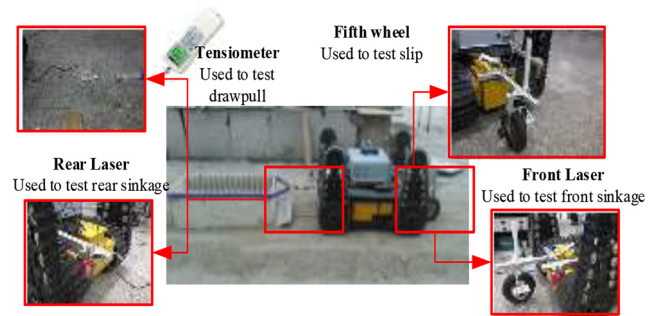 Tensiometer
Used to test
drawpull
Fifth wheel
Used to test slip
Rear Laser
Used to test rear sinkage
Front Laser
Used to test front sinkage